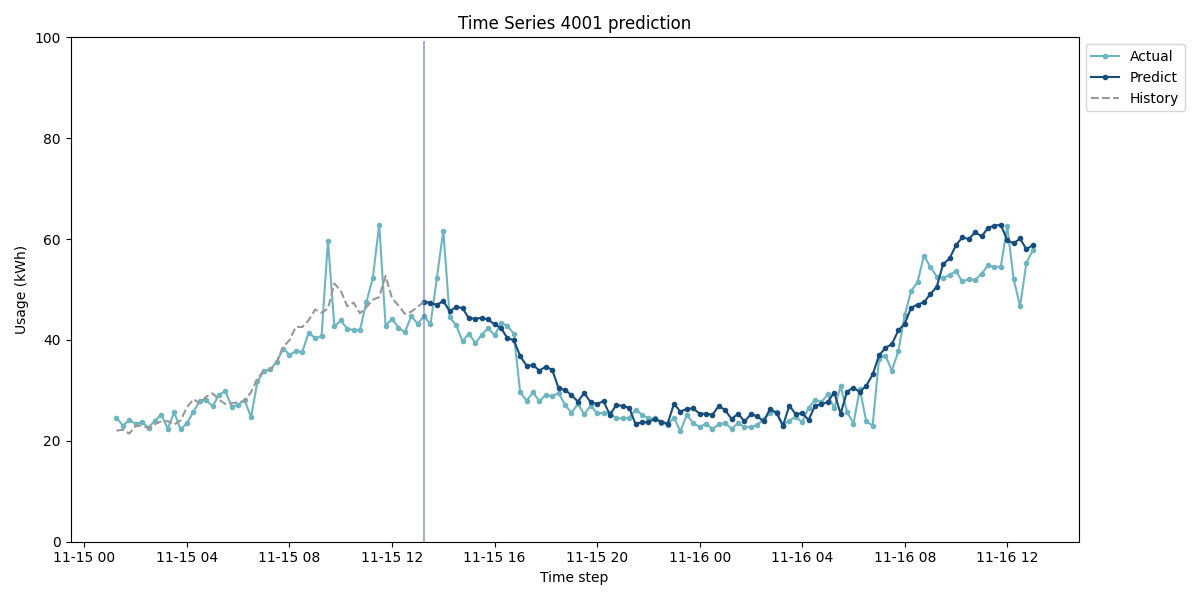 Time Series 4001 prediction
100
80
60
40
20
0
Usage (kWh)
11-15 00
11-15 04
11-15 08
11-15 12
11-15 16
11-15 20
11-16 00
11-16 04
11-16 08
11-16 12
Time step
Actual
Predict
History